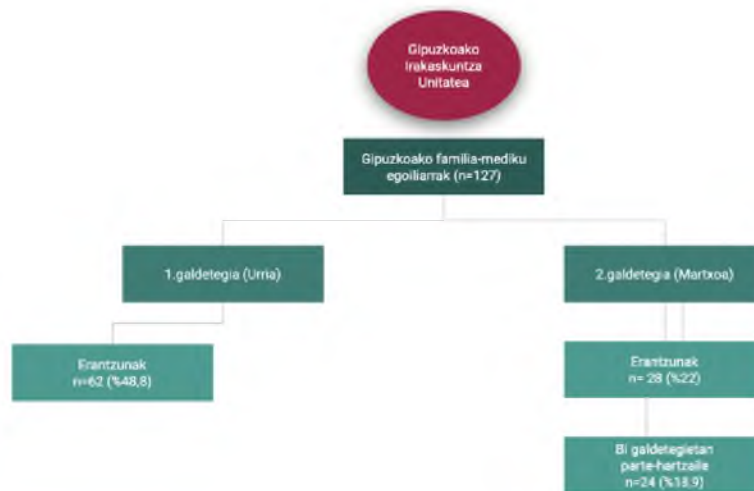 Gipuzkoako
Irakaskuntza
Unitatea
Gipuzkoako familia-mediku
egoiliarrak (n=127)
1.galdetegia (Urria)
2.galdetegia (Martxoa)
Erantzunak
n=62 (%48,8)
Erantzunak
n= 28 (%22)
Bi galdetegietan
parte-hartzaile
n=24 (%18,9)